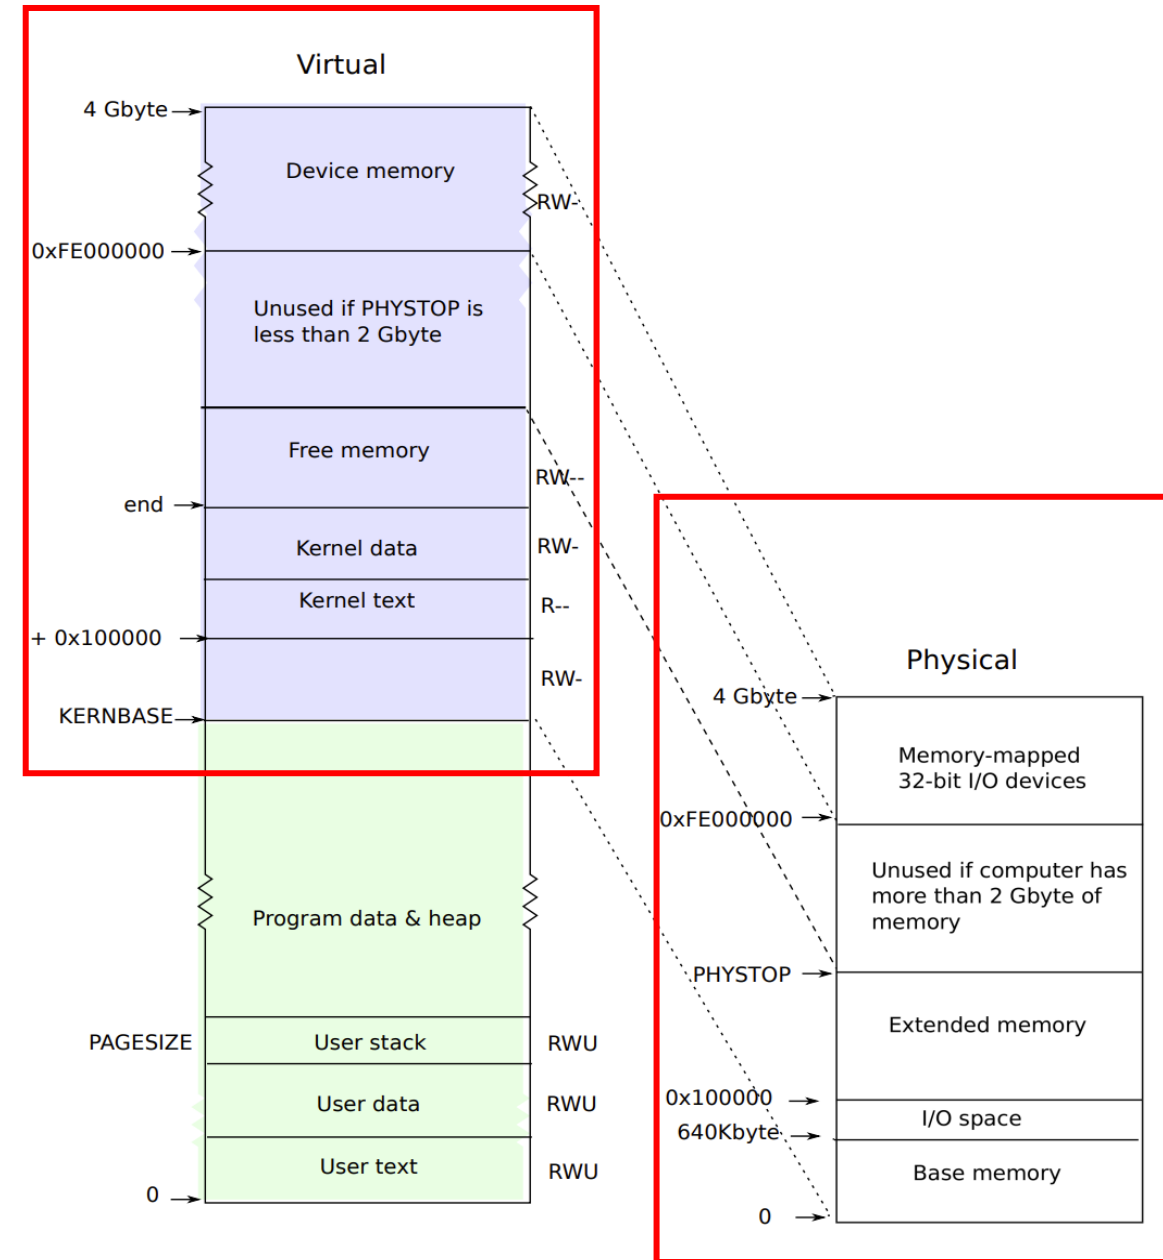 Virtual
4 Gbyte
Device memory
RW-
0xFE000000
Unused if PHYSTOP is
less than 2 Gbyte
Free memory
RW--
end
Kernel data
RW-
Kernel text
R--
+ 0x100000
RW-
KERNBASE
Program data & heap
PAGESIZE
User stack
RWU
User data
RWU
User text
RWU
0
Physical
4 Gbyte
Memory-mapped
32-bit I/O devices
0xFE000000
Unused if computer has
more than 2 Gbyte of
memory
PHYSTOP
Extended memory
0x100000
I/O space
640Kbyte
Base memory
0